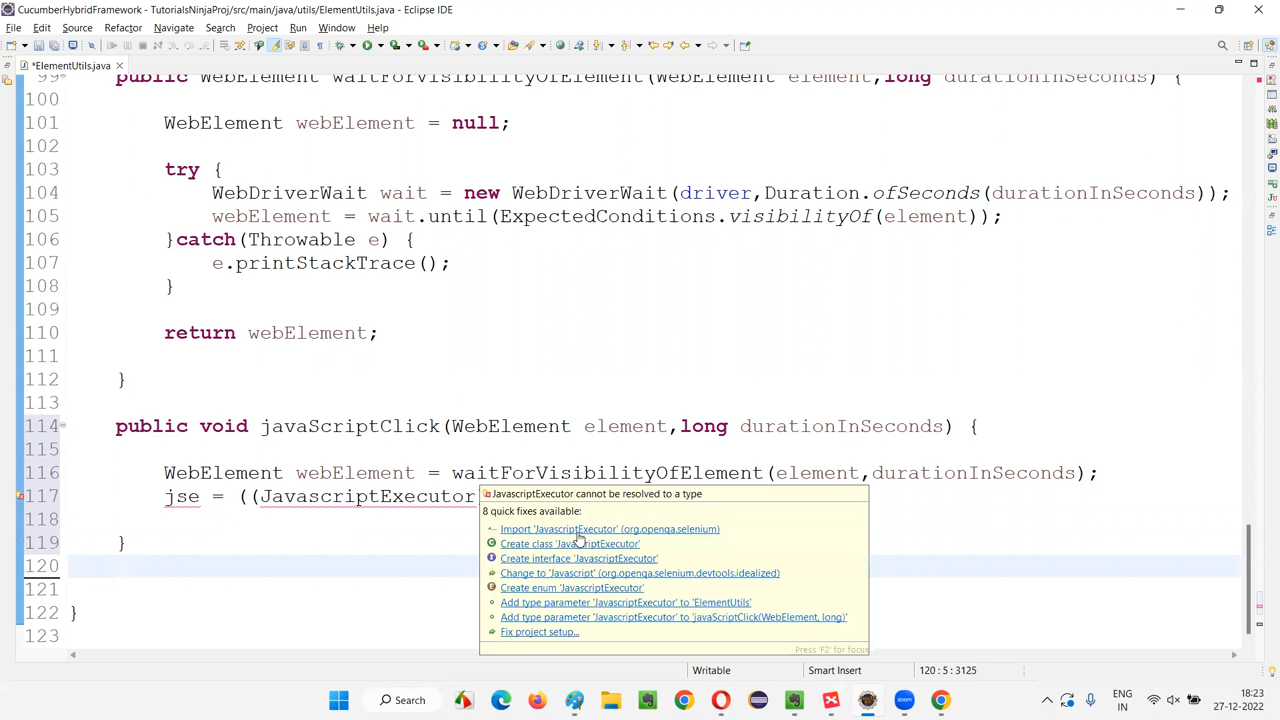 CucumberHybridFramework - TutorialsNinjaProj/src/main/java/utils/ElementUtils.java - Eclipse IDE
File Edit Source Refactor Navigate Search Project Run Window Help
*ElementUtils.java
99 public WebElement waitForVisibilityOfElement(WebElement element,long durationInSeconds) {
100
101 WebElement webElement = null;
102
103 try {
104 WebDriverWait wait = new WebDriverWait(driver,Duration.ofSeconds(durationInSeconds));
105 webElement = wait.until(ExpectedConditions.visibilityOf(element));
106 }catch(Throwable e) {
107 e.printStackTrace();
108 }
109
110 return webElement;
111
112 }
113
114 public void javaScriptClick(WebElement element,long durationInSeconds) {
115
116 WebElement webElement = waitForVisibilityOfElement(element,durationInSeconds);
117 jse = ((JavascriptExecutor
118
119 }
120
121
122 }
123
JavascriptExecutor cannot be resolved to a type
8 quick fixes available:
Import 'JavascriptExecutor' (org.openqa.selenium)
Create class 'JavascriptExecutor'
Create interface 'JavascriptExecutor'
Change to 'Javascript' (org.openqa.selenium.devtools.idealized)
Create enum 'JavascriptExecutor'
Add type parameter 'JavascriptExecutor' to 'ElementUtils'
Add type parameter 'JavascriptExecutor' to 'javaScriptClick(WebElement, long)'
Fix project setup...
Press 'F2' for focus
Writable Smart Insert 120 : 5 : 3125
Search
ENG
IN
18:23
27-12-2022